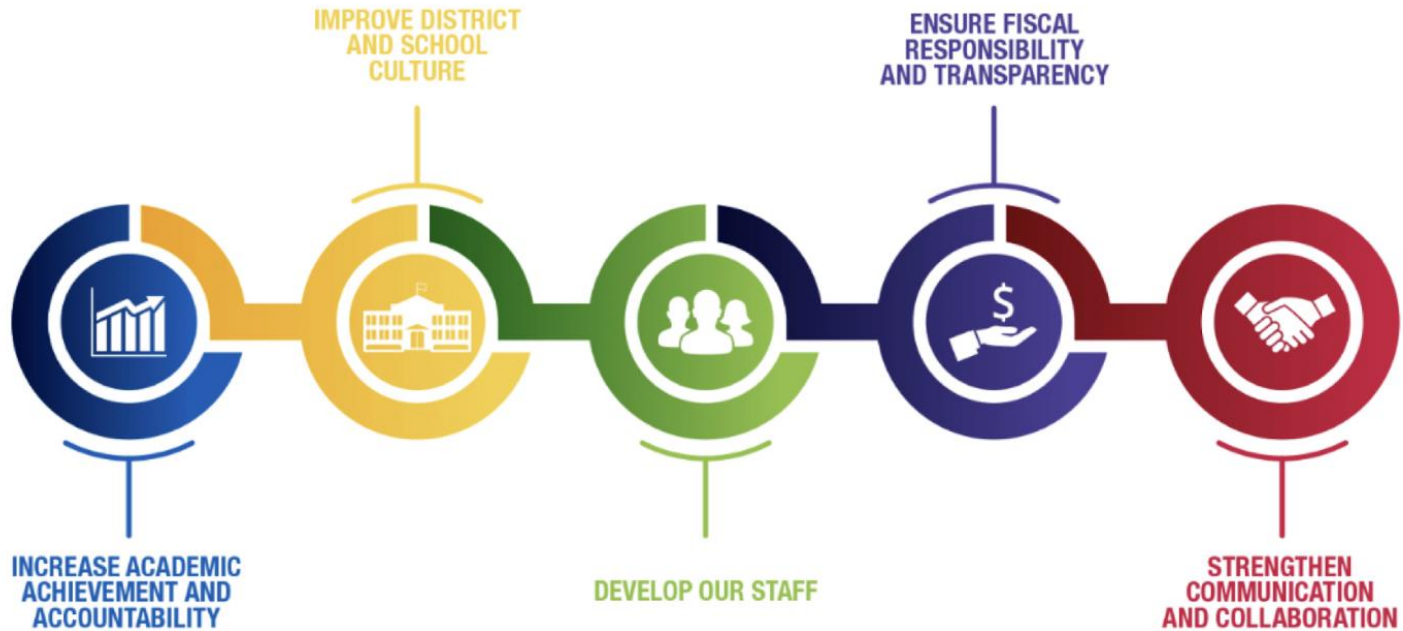 IMPROVE DISTRICT
AND SCHOOL
CULTURE
ENSURE FISCAL
RESPONSIBILITY
AND TRANSPARENCY
$
INCREASE ACADEMIC
ACHIEVEMENT AND
ACCOUNTABILITY
DEVELOP OUR STAFF
STRENGTHEN
COMMUNICATION
AND COLLABORATION